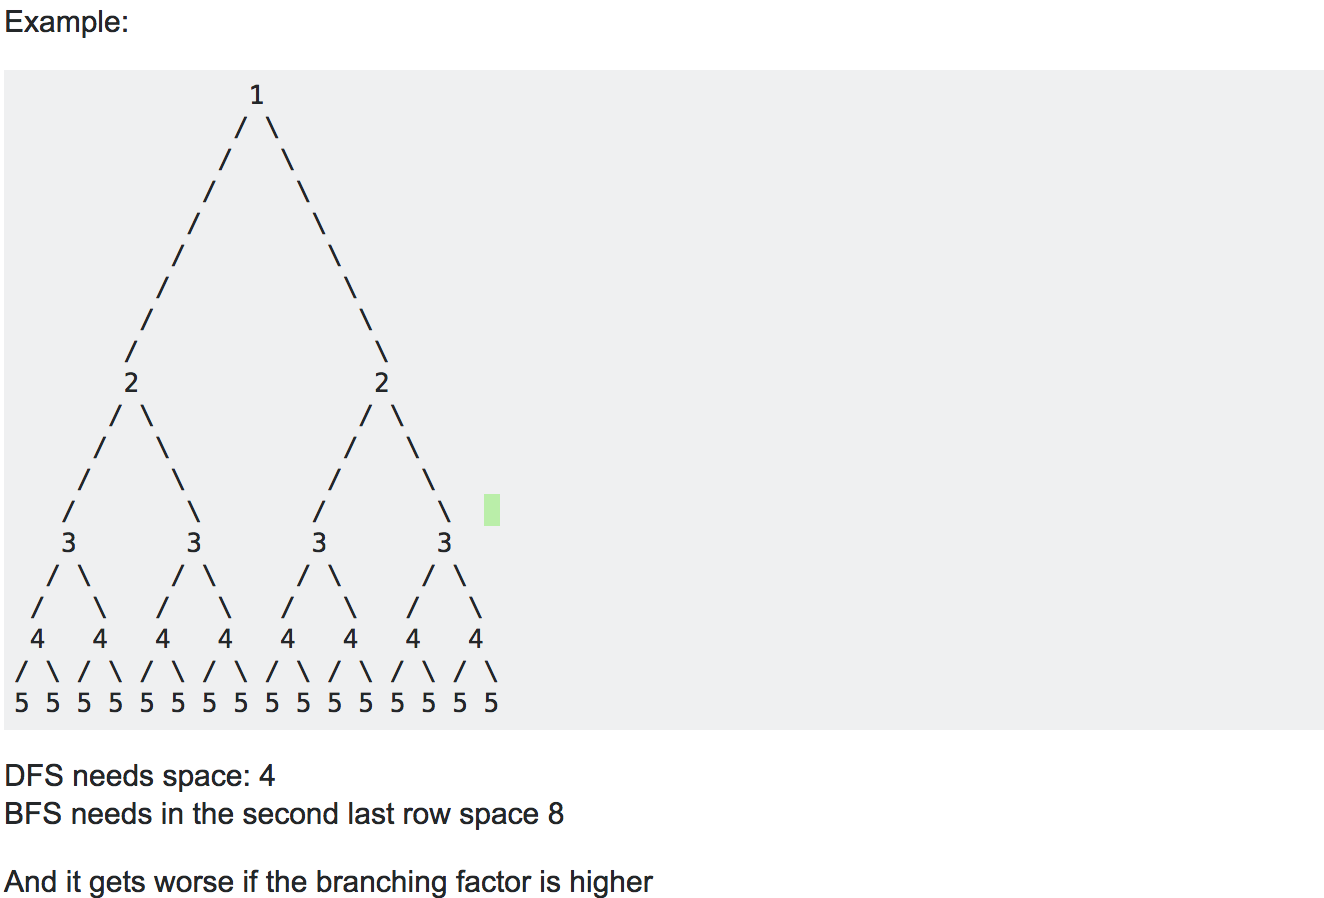 Example:
1
/ \
/ \
/ \
/ \
/ \
/ \
/ \
/ \
2 2
/ \ / \
/ \ / \
/ \ / \
/ \ / \
3 3 3 3
/ \ / \ / \ / \
/ \ / \ / \ / \
4 4 4 4 4 4 4 4
/ \ / \ / \ / \ / \ / \ / \ / \
5 5 5 5 5 5 5 5 5 5 5 5 5 5 5 5
DFS needs space: 4
BFS needs in the second last row space 8
And it gets worse if the branching factor is higher